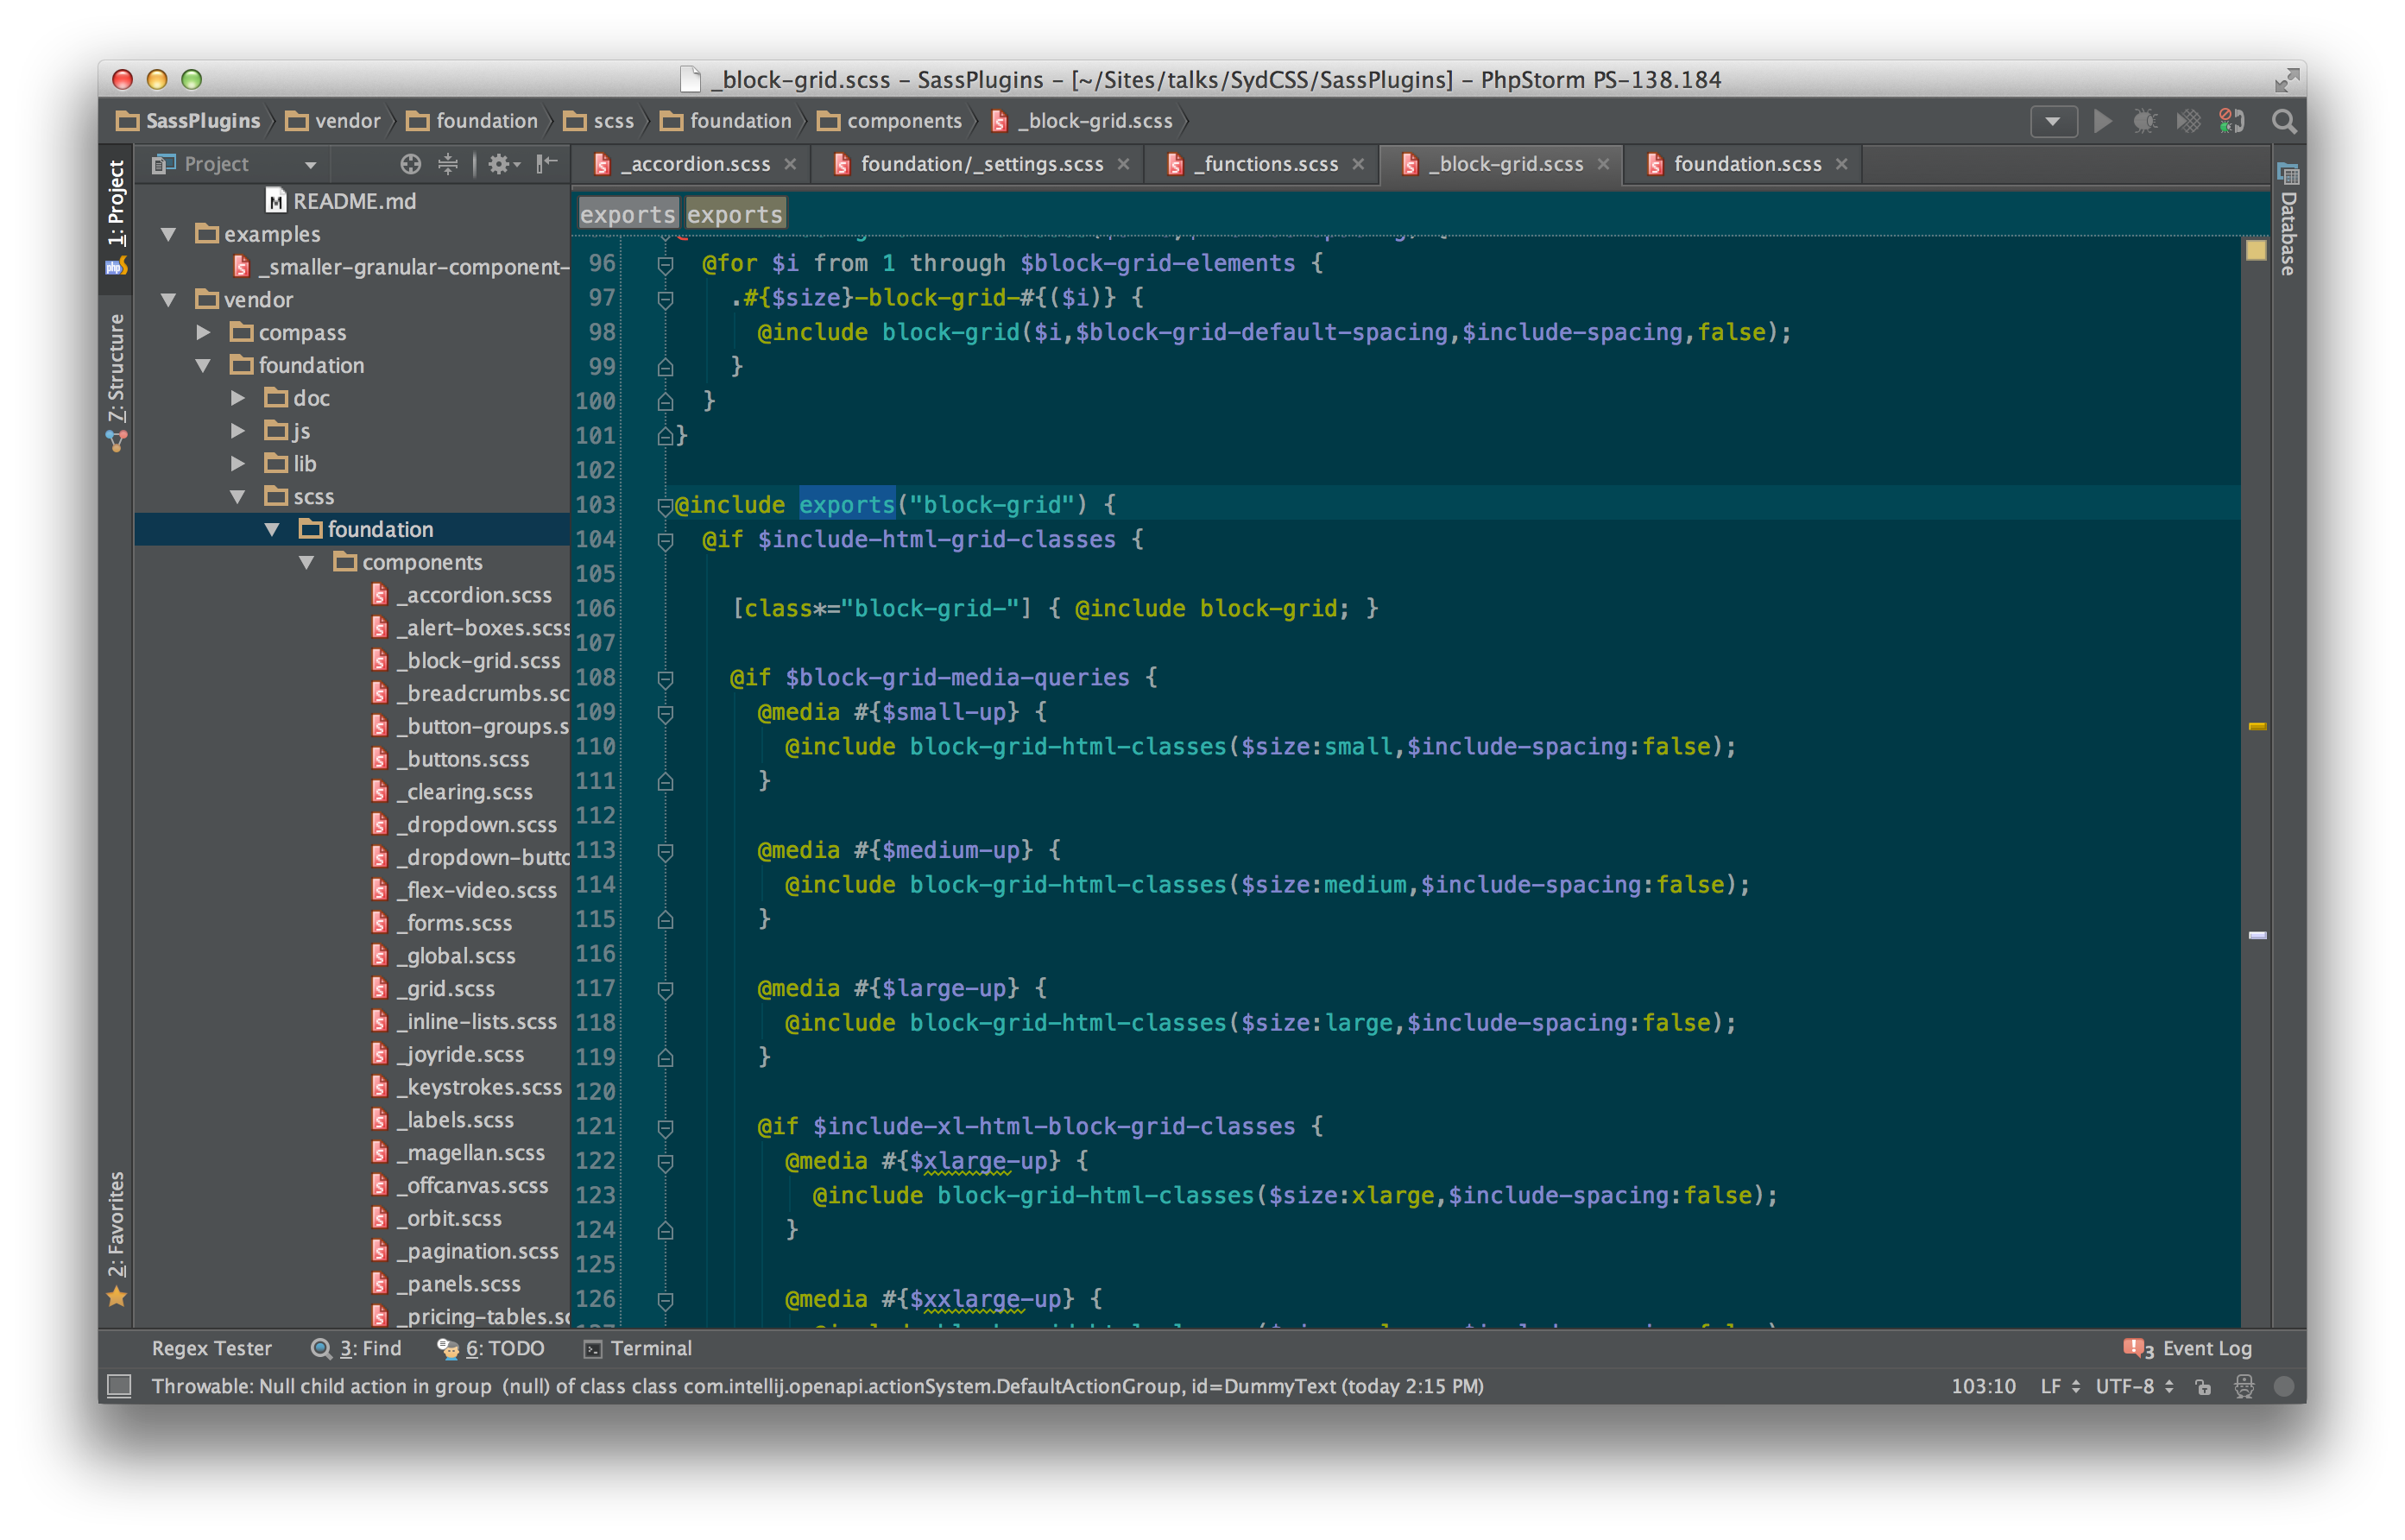 _block-grid.scss – SassPlugins – [~/Sites/talks/SydCSS/SassPlugins] – PhpStorm PS-138.184
SassPlugins vendor foundation scss foundation components _block-grid.scss
1: Project
Z: Structure
2: Favorites
Project
README.md
examples
_smaller-granular-component-
vendor
compass
foundation
doc
js
lib
scss
foundation
components
_accordion.scss
_alert-boxes.scss
_block-grid.scss
_breadcrumbs.sc
_button-groups.s
_buttons.scss
_clearing.scss
_dropdown.scss
_dropdown-butto
_flex-video.scss
_forms.scss
_global.scss
_grid.scss
_inline-lists.scss
_joyride.scss
_keystrokes.scss
_labels.scss
_magellan.scss
_offcanvas.scss
_orbit.scss
_pagination.scss
_panels.scss
_pricing-tables.sc
_accordion.scss foundation/_settings.scss _functions.scss _block-grid.scss foundation.scss
exports exports
96 @for $i from 1 through $block-grid-elements {
97 .#{$size}-block-grid-#{($i)} {
98 @include block-grid($i,$block-grid-default-spacing,$include-spacing,false);
99 }
100 }
101 }
102
103 @include exports("block-grid") {
104 @if $include-html-grid-classes {
105
106 [class*="block-grid-"] { @include block-grid; }
107
108 @if $block-grid-media-queries {
109 @media #{$small-up} {
110 @include block-grid-html-classes($size:small,$include-spacing:false);
111 }
112
113 @media #{$medium-up} {
114 @include block-grid-html-classes($size:medium,$include-spacing:false);
115 }
116
117 @media #{$large-up} {
118 @include block-grid-html-classes($size:large,$include-spacing:false);
119 }
120
121 @if $include-xl-html-block-grid-classes {
122 @media #{$xlarge-up} {
123 @include block-grid-html-classes($size:xlarge,$include-spacing:false);
124 }
125
126 @media #{$xxlarge-up} {
Database
Regex Tester 3: Find 6: TODO Terminal 3 Event Log
Throwable: Null child action in group (null) of class class com.intellij.openapi.actionSystem.DefaultActionGroup, id=DummyText (today 2:15 PM) 103:10 LF UTF-8